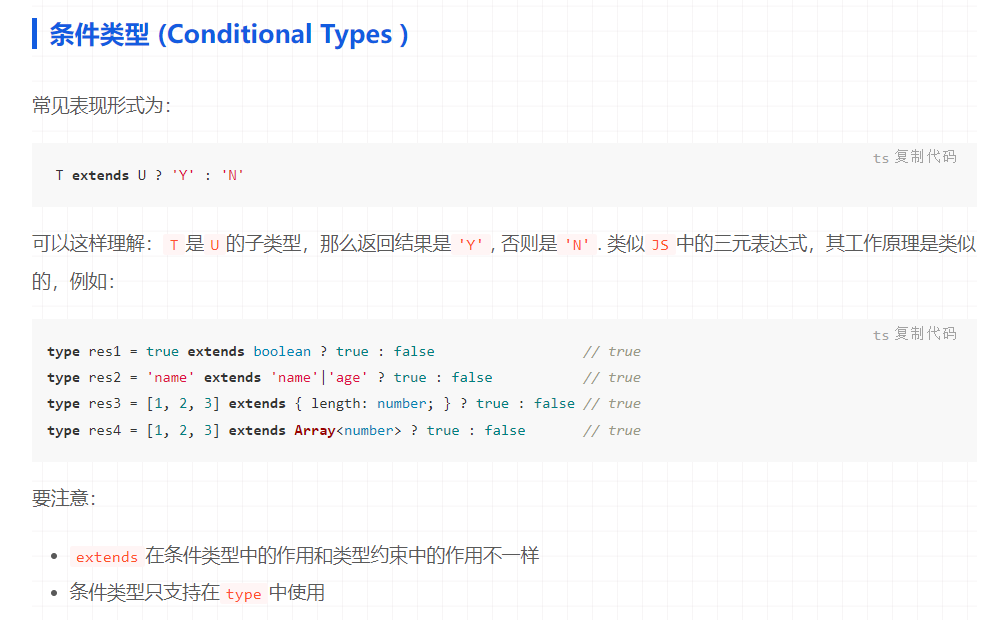 条件类型 (Conditional Types )
常见表现形式为：
ts 复制代码
T extends U ? 'Y' : 'N'
可以这样理解： T 是 U 的子类型，那么返回结果是 'Y' , 否则是 'N' . 类似 JS 中的三元表达式，其工作原理是类似
的，例如：
ts 复制代码
type res1 = true extends boolean ? true : false // true
type res2 = 'name' extends 'name'|'age' ? true : false // true
type res3 = [1, 2, 3] extends { length: number; } ? true : false // true
type res4 = [1, 2, 3] extends Array<number> ? true : false // true
要注意：
• extends 在条件类型中的作用和类型约束中的作用不一样
• 条件类型只支持在 type 中使用